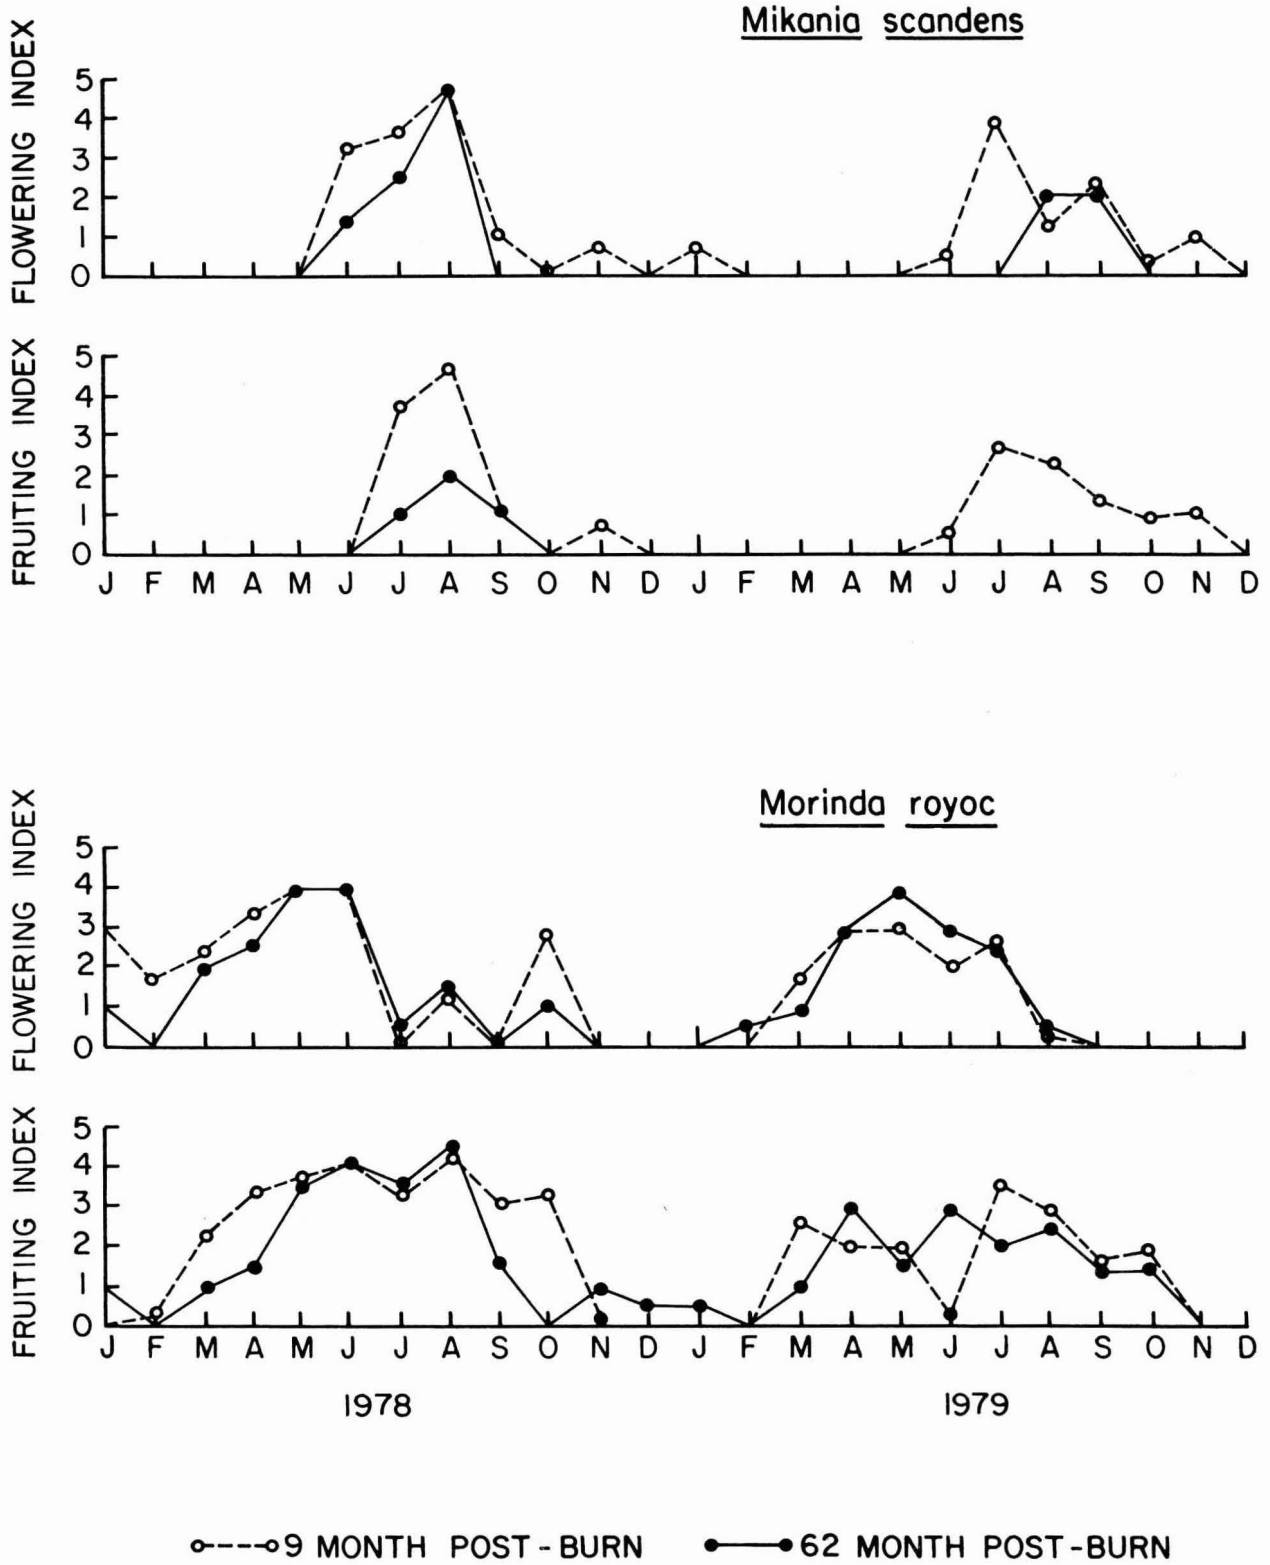 Mikania scandens
FLOWERING INDEX
5
4
3
2
1
0
FRUITING INDEX
5
4
3
2
1
0
J F M A M J J A S O N D J F M A M J J A S O N D
Morinda royoc
FLOWERING INDEX
5
4
3
2
1
0
FRUITING INDEX
5
4
3
2
1
0
J F M A M J J A S O N D J F M A M J J A S O N D
1978 1979
9 MONTH POST-BURN 62 MONTH POST-BURN